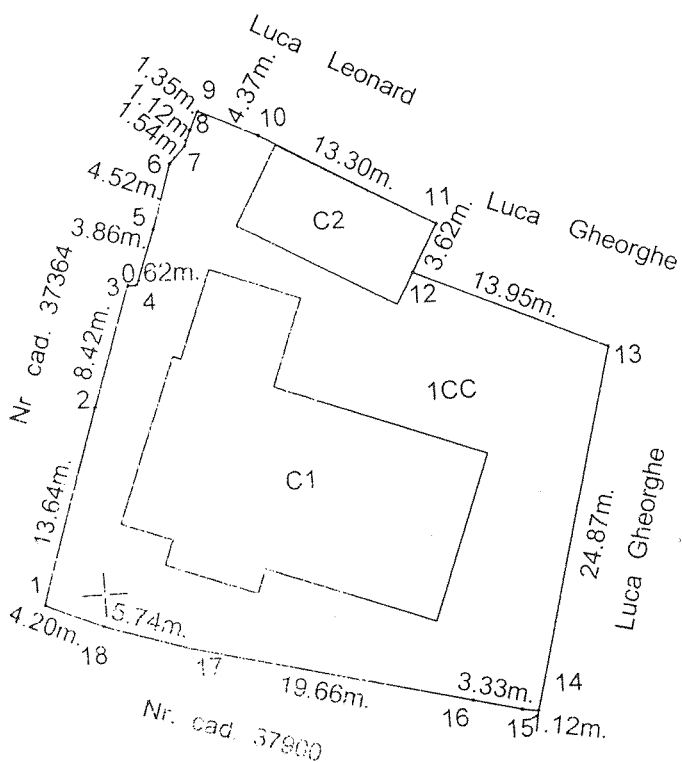 Luca Leonard
1.35m.
9
4.37m.
1.12m.
8
10
1.54m.
13.30m.
6
7
4.52m.
11
Luca Gheorghe
3.62m.
C2
5
3.86m.
0.62m.
3
4
12
13.95m.
Nr cad. 37364
8.42m.
13
1CC
2
C1
13.64m.
24.87m.
Luca Gheorghe
1
5.74m.
4.20m.
18
17
19.66m.
3.33m.
14
16
15
1.12m.
Nr. cad. 37900